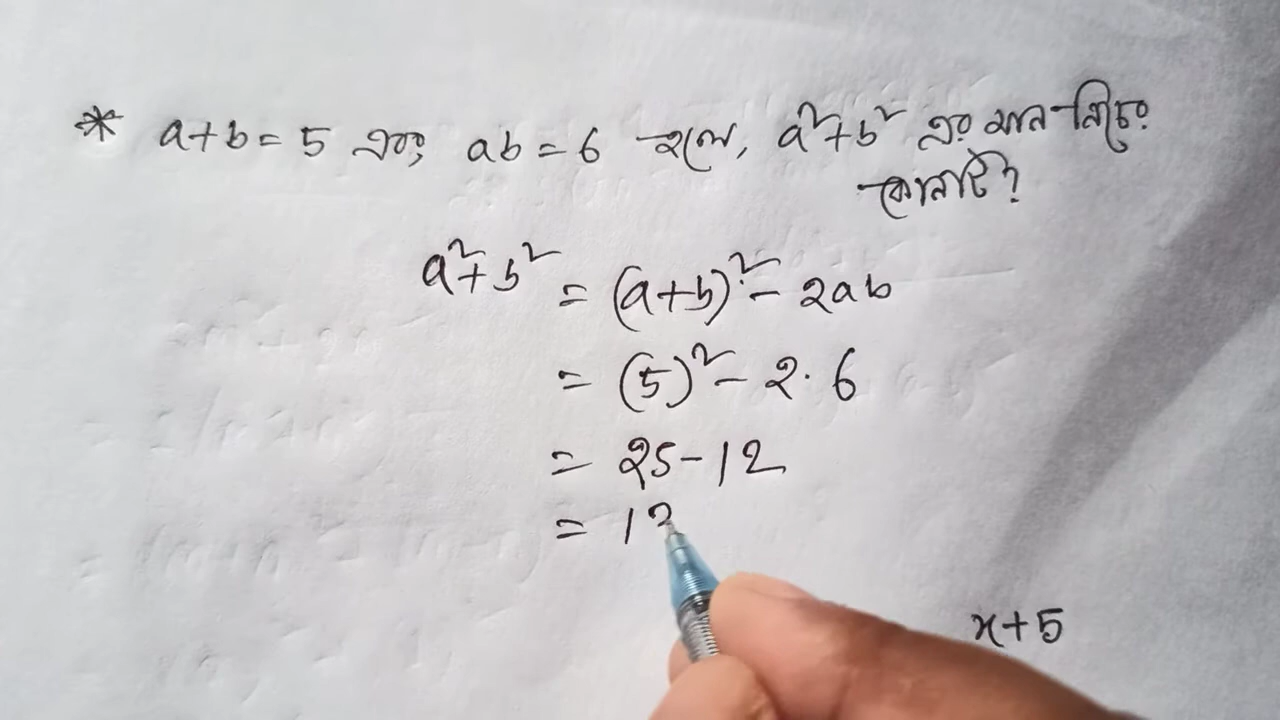 * a+b = 5 এবং, ab = 6 হলে, a²+b² এর মান নিচের
কোনটি?
a²+b² = (a+b)² - 2ab
= (5)² - 2·6
= 25-12
= 13
x+5